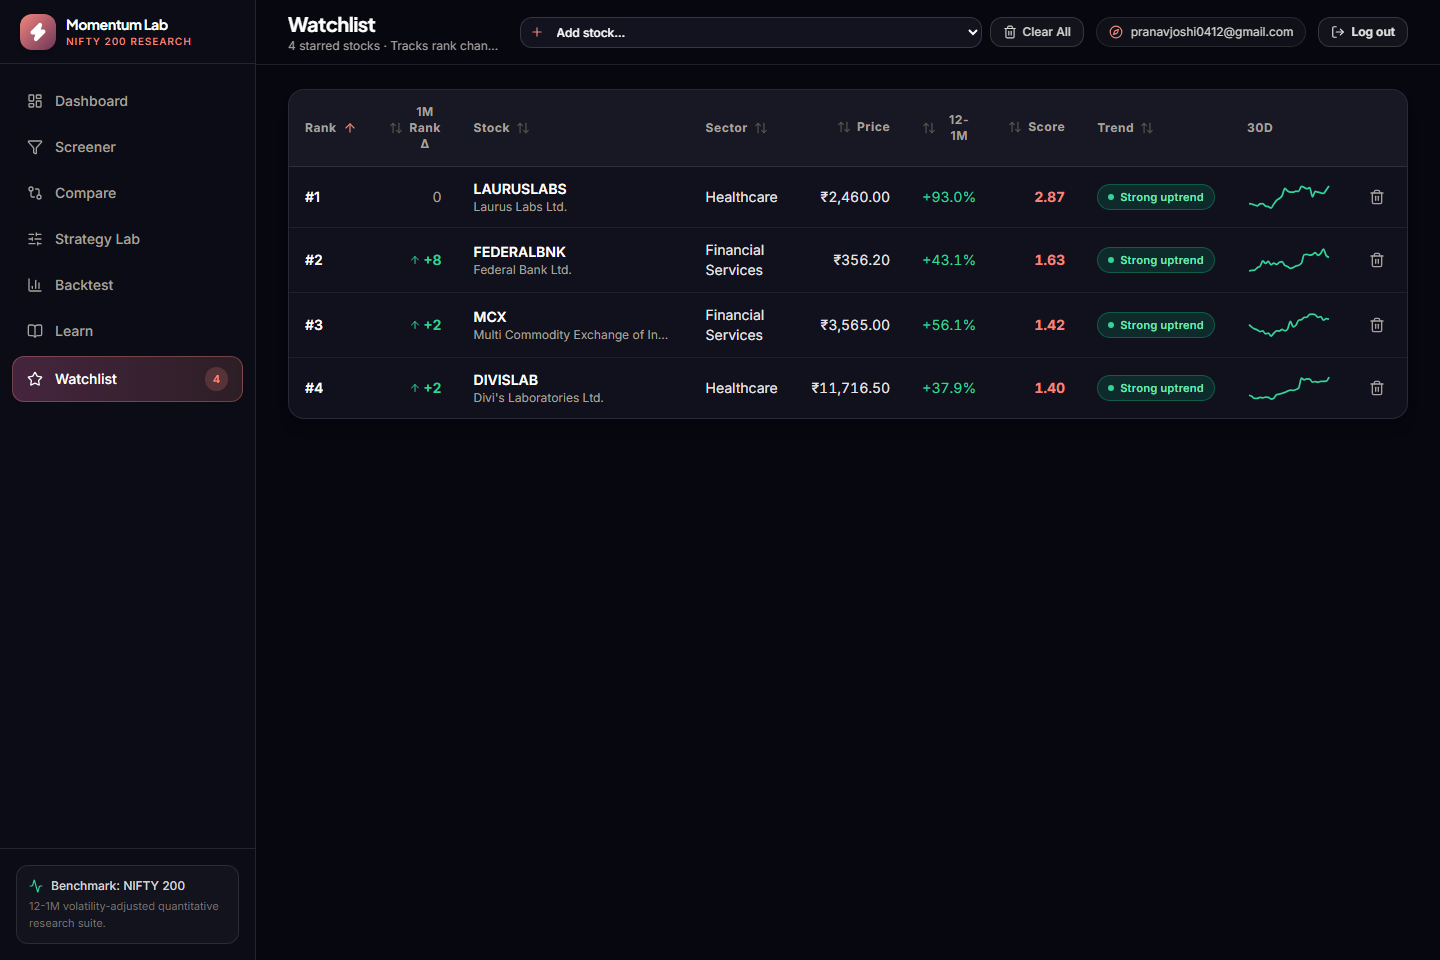 Momentum Lab
NIFTY 200 RESEARCH
Dashboard
Screener
Compare
Strategy Lab
Backtest
Learn
Watchlist 4
Benchmark: NIFTY 200
12-1M volatility-adjusted quantitative
research suite.
Watchlist
4 starred stocks · Tracks rank chan...
Add stock...
Clear All
pranavjoshi0412@gmail.com
Log out
Rank 1M Rank Δ Stock Sector Price 12-1M Score Trend 30D
#1 0 LAURUSLABS Healthcare ₹2,460.00 +93.0% 2.87 Strong uptrend
Laurus Labs Ltd.
#2 +8 FEDERALBNK Financial Services ₹356.20 +43.1% 1.63 Strong uptrend
Federal Bank Ltd.
#3 +2 MCX Financial Services ₹3,565.00 +56.1% 1.42 Strong uptrend
Multi Commodity Exchange of In...
#4 +2 DIVISLAB Healthcare ₹11,716.50 +37.9% 1.40 Strong uptrend
Divi's Laboratories Ltd.